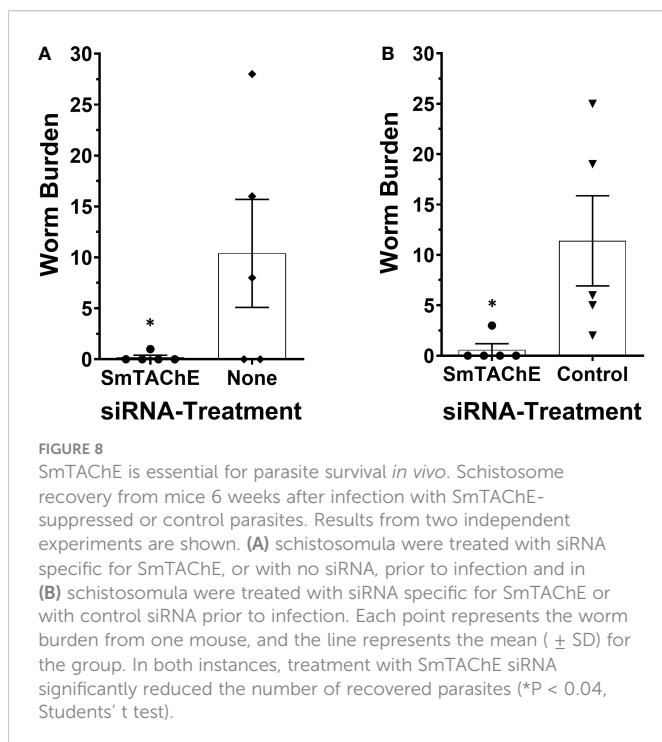 A
30
25
20
15
10
5
0
Worm Burden
*
SmTAChE
None
siRNA-Treatment
B
30
25
20
15
10
5
0
Worm Burden
*
SmTAChE
Control
siRNA-Treatment
FIGURE 8
SmTAChE is essential for parasite survival in vivo. Schistosome
recovery from mice 6 weeks after infection with SmTAChE-
suppressed or control parasites. Results from two independent
experiments are shown. (A) schistosomula were treated with siRNA
specific for SmTAChE, or with no siRNA, prior to infection and in
(B) schistosomula were treated with siRNA specific for SmTAChE or
with control siRNA prior to infection. Each point represents the worm
burden from one mouse, and the line represents the mean ( ± SD) for
the group. In both instances, treatment with SmTAChE siRNA
significantly reduced the number of recovered parasites (*P < 0.04,
Students’ t test).